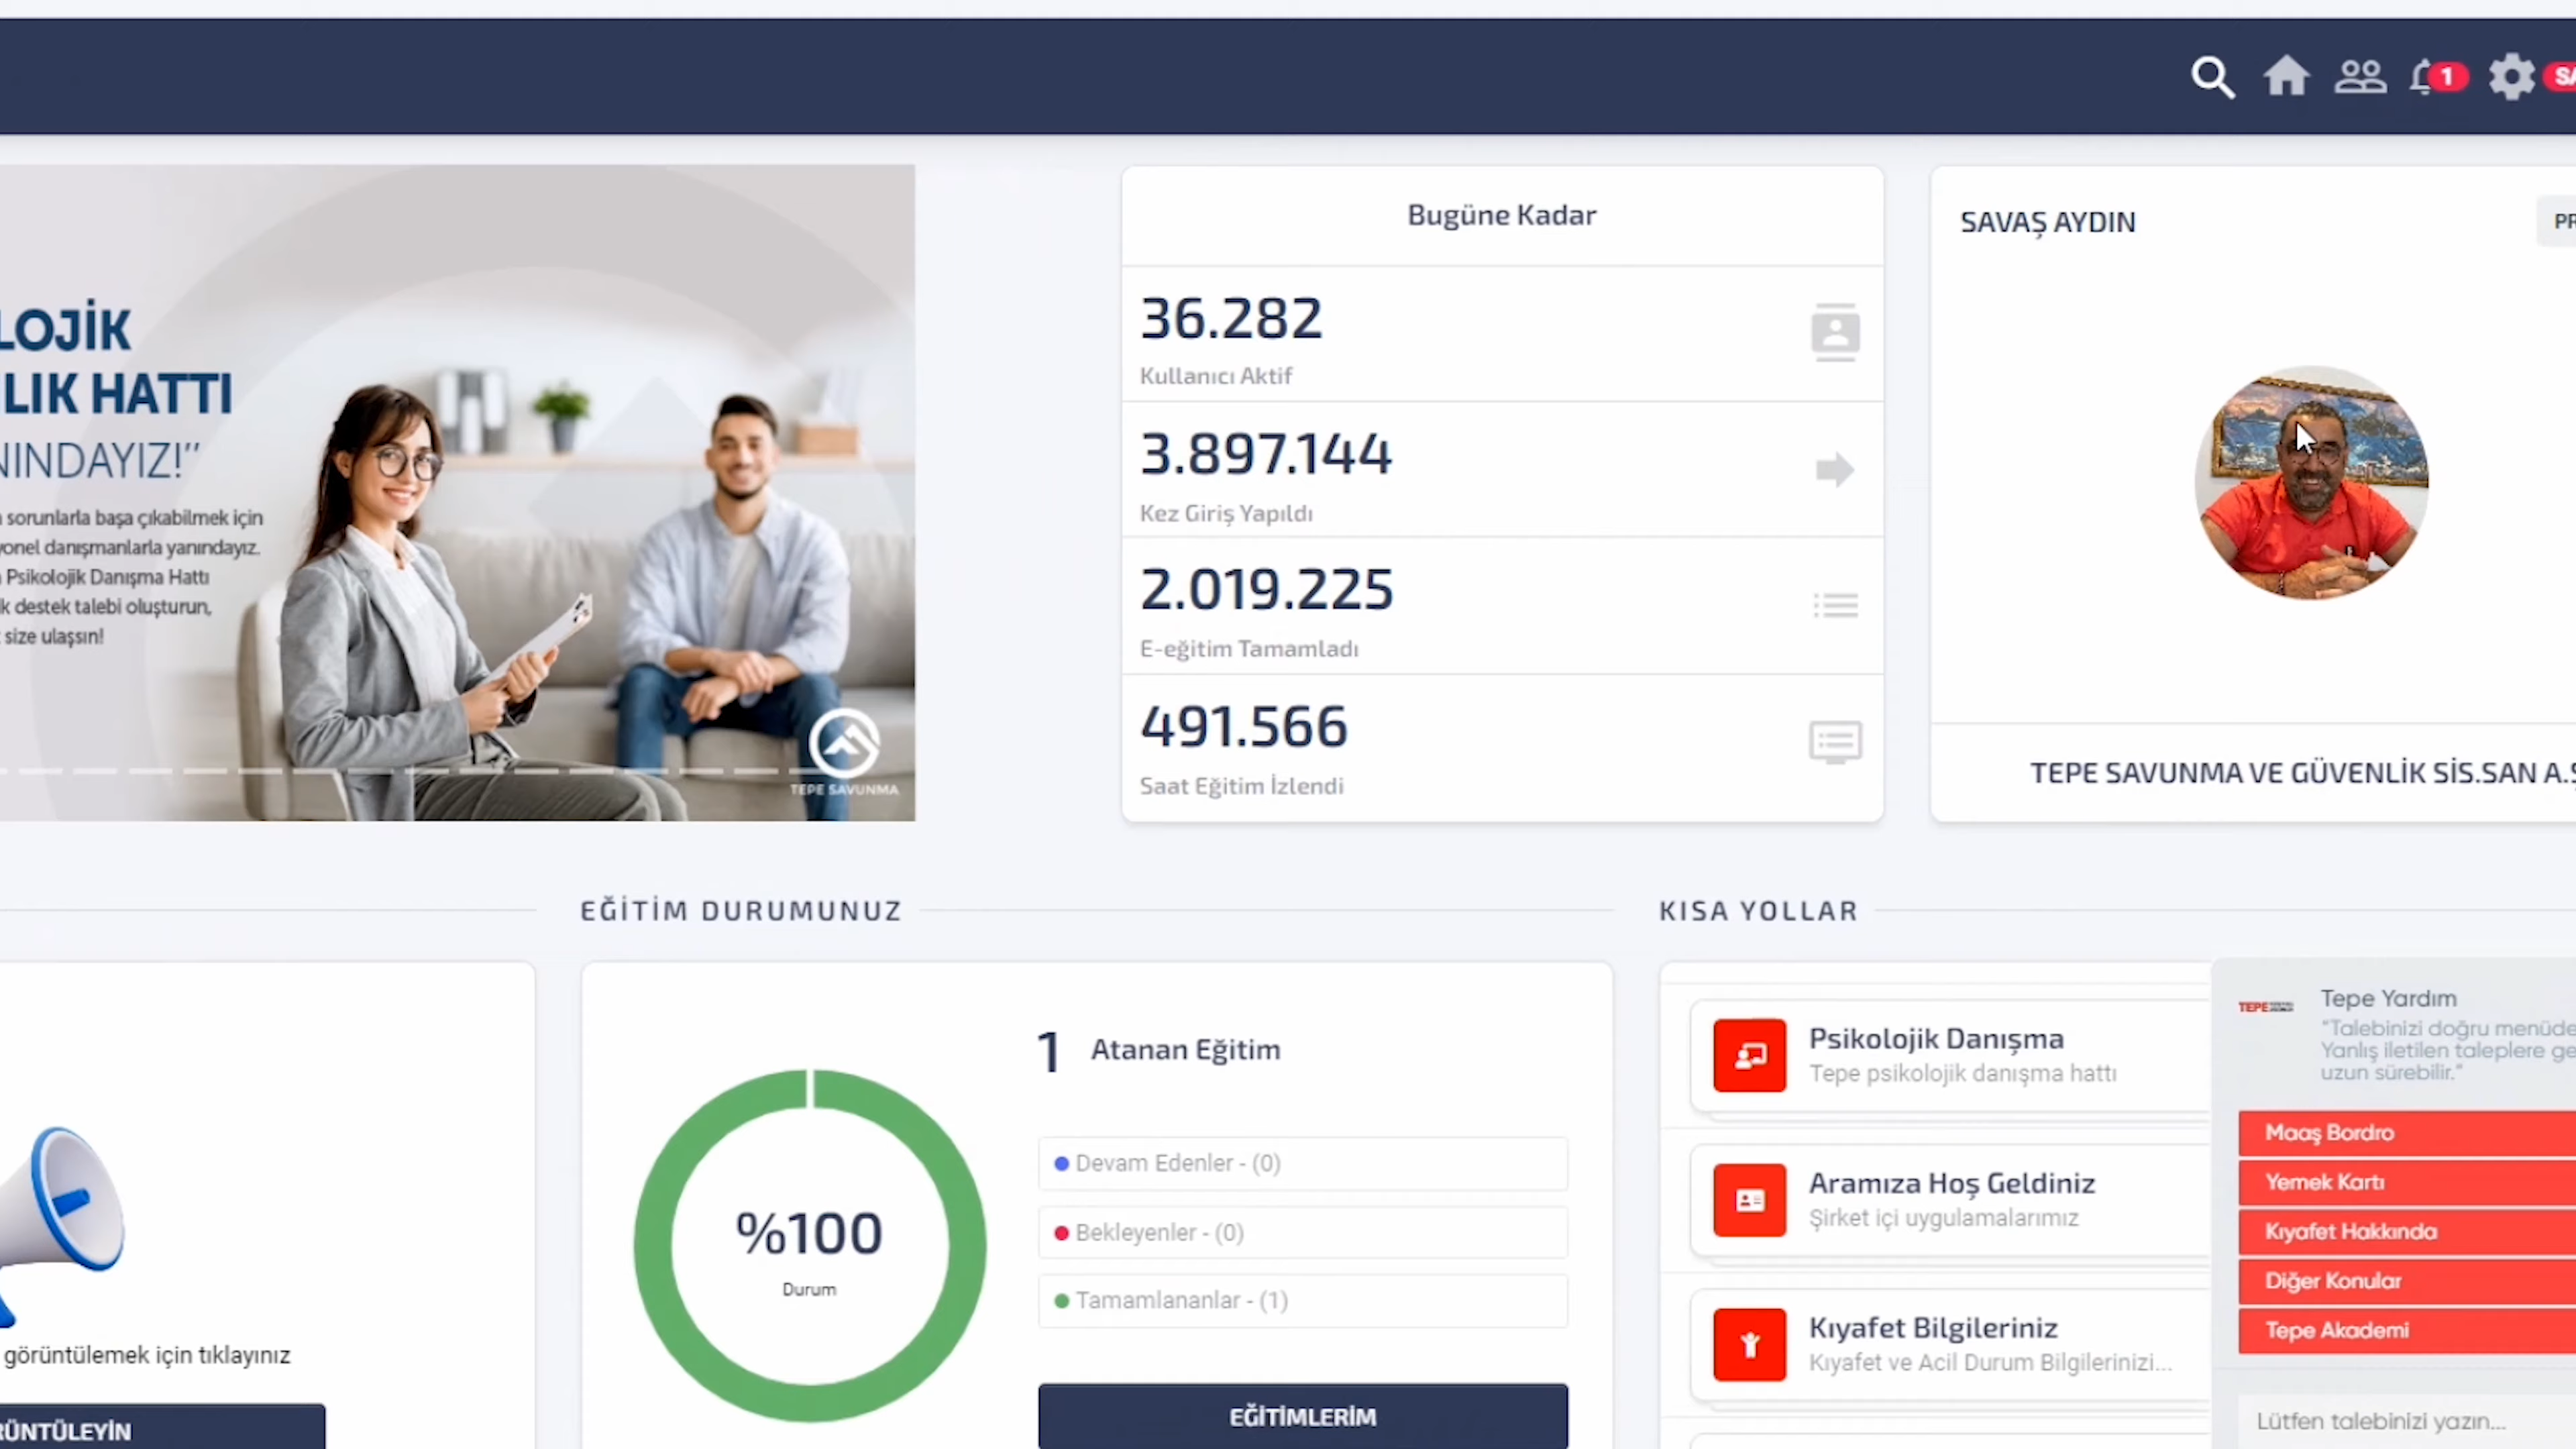 1
SA
LOJİK
LIK HATTI
NINDAYIZ!"
sorunlarla başa çıkabilmek için
yonel danışmanlarla yanındayız.
Psikolojik Danışma Hattı
k destek talebi oluşturun,
size ulaşsın!
TEPE SAVUNMA
Bugüne Kadar
36.282
Kullanıcı Aktif
3.897.144
Kez Giriş Yapıldı
2.019.225
E-eğitim Tamamladı
491.566
Saat Eğitim İzlendi
SAVAŞ AYDIN
PR
TEPE SAVUNMA VE GÜVENLİK SİS.SAN A.Ş
görüntülemek için tıklayınız
RÜNTÜLEYİN
EĞİTİM DURUMUNUZ
%100
Durum
1 Atanan Eğitim
Devam Edenler - (0)
Bekleyenler - (0)
Tamamlananlar - (1)
EĞİTİMLERİM
KISA YOLLAR
Psikolojik Danışma
Tepe psikolojik danışma hattı
Aramıza Hoş Geldiniz
Şirket içi uygulamalarımız
Kıyafet Bilgileriniz
Kıyafet ve Acil Durum Bilgilerinizi...
TEPE
Tepe Yardım
"Talebinizi doğru menüde
Yanlış iletilen taleplere ge
uzun sürebilir."
Maaş Bordro
Yemek Kartı
Kıyafet Hakkında
Diğer Konular
Tepe Akademi
Lütfen talebinizi yazın...